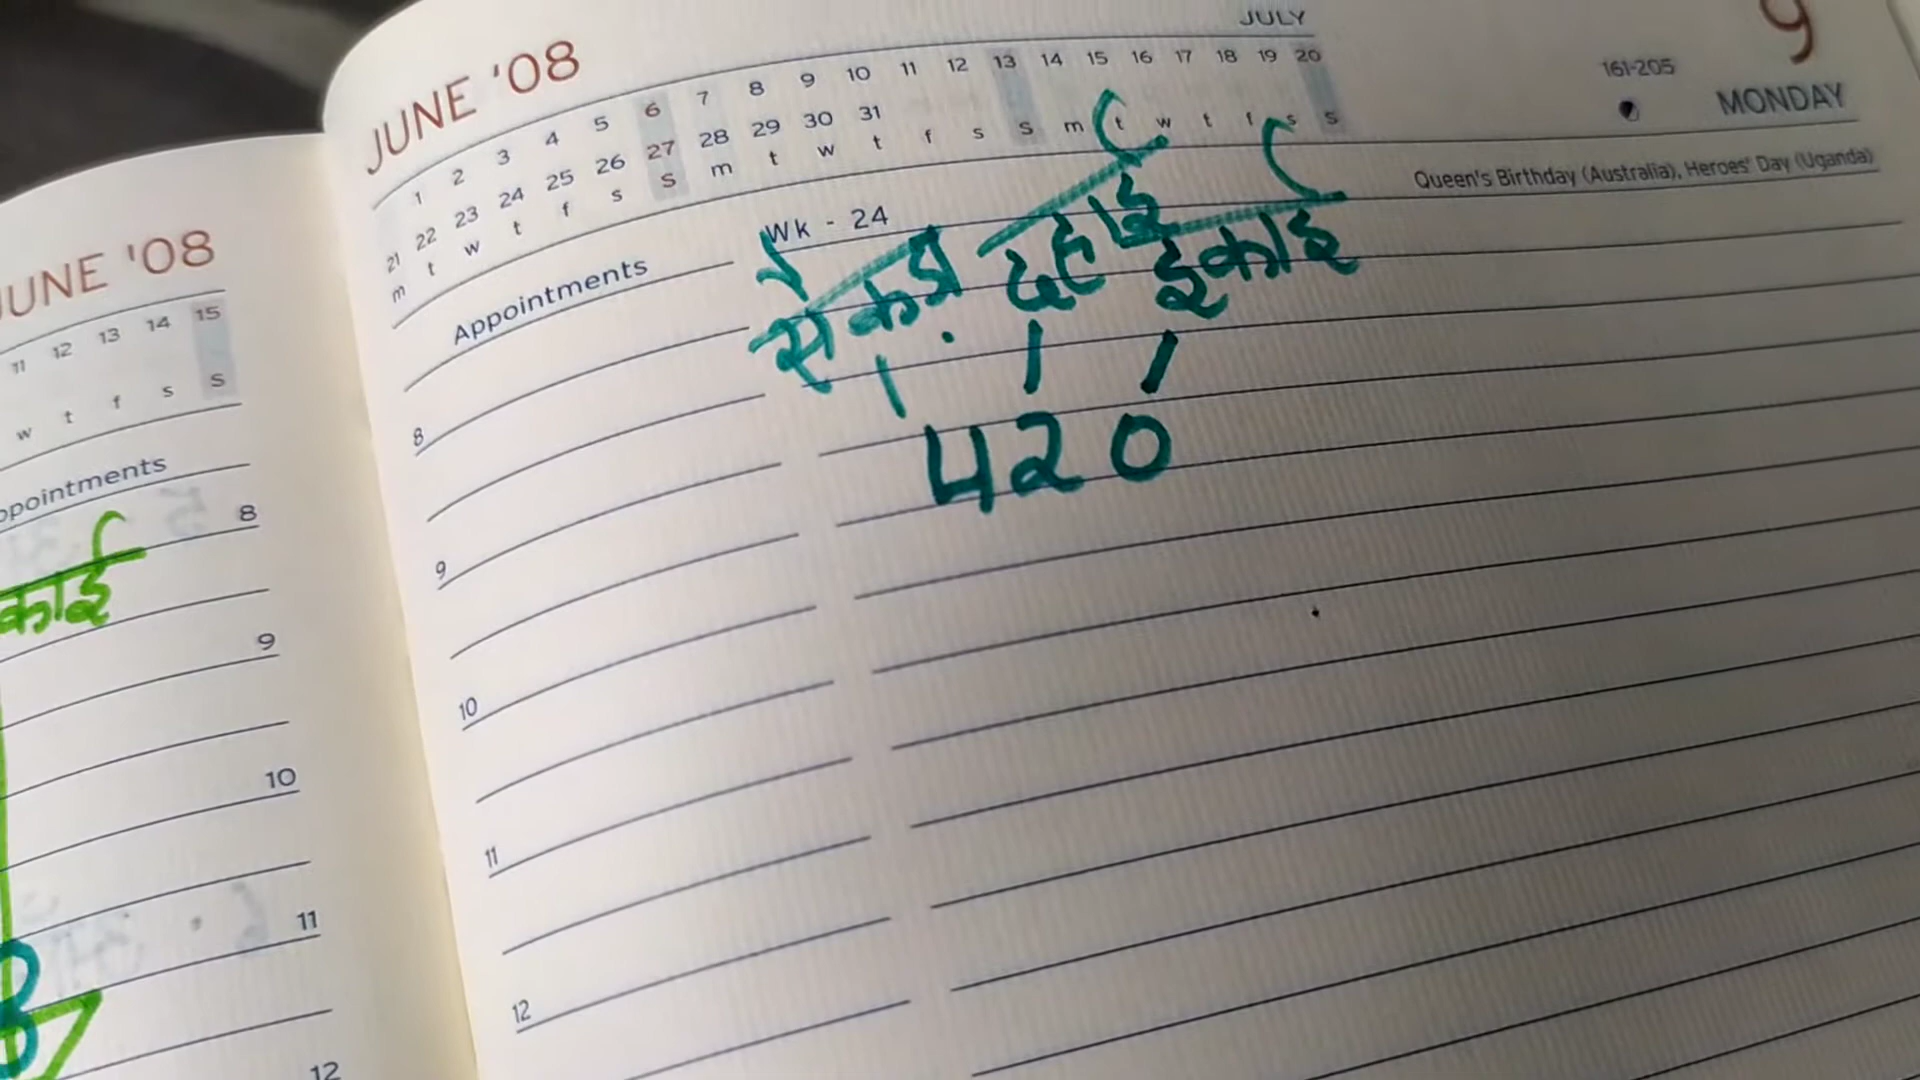 JUNE '08
11 12 13 14 15
w t f s s
ppointments
8
काई
9
10
11
12
JUNE '08
JULY
9
1 2 3 4 5 6 7 8 9 10 11 12 13 14 15 16 17 18 19 20
21 22 23 24 25 26 27 28 29 30 31
m t w t f s s m t w t f s s m t w t f s s
161-205
MONDAY
Queen's Birthday (Australia), Heroes' Day (Uganda)
Wk - 24
Appointments
सैकड़ा दहाई ईकाई
420
8
9
10
11
12